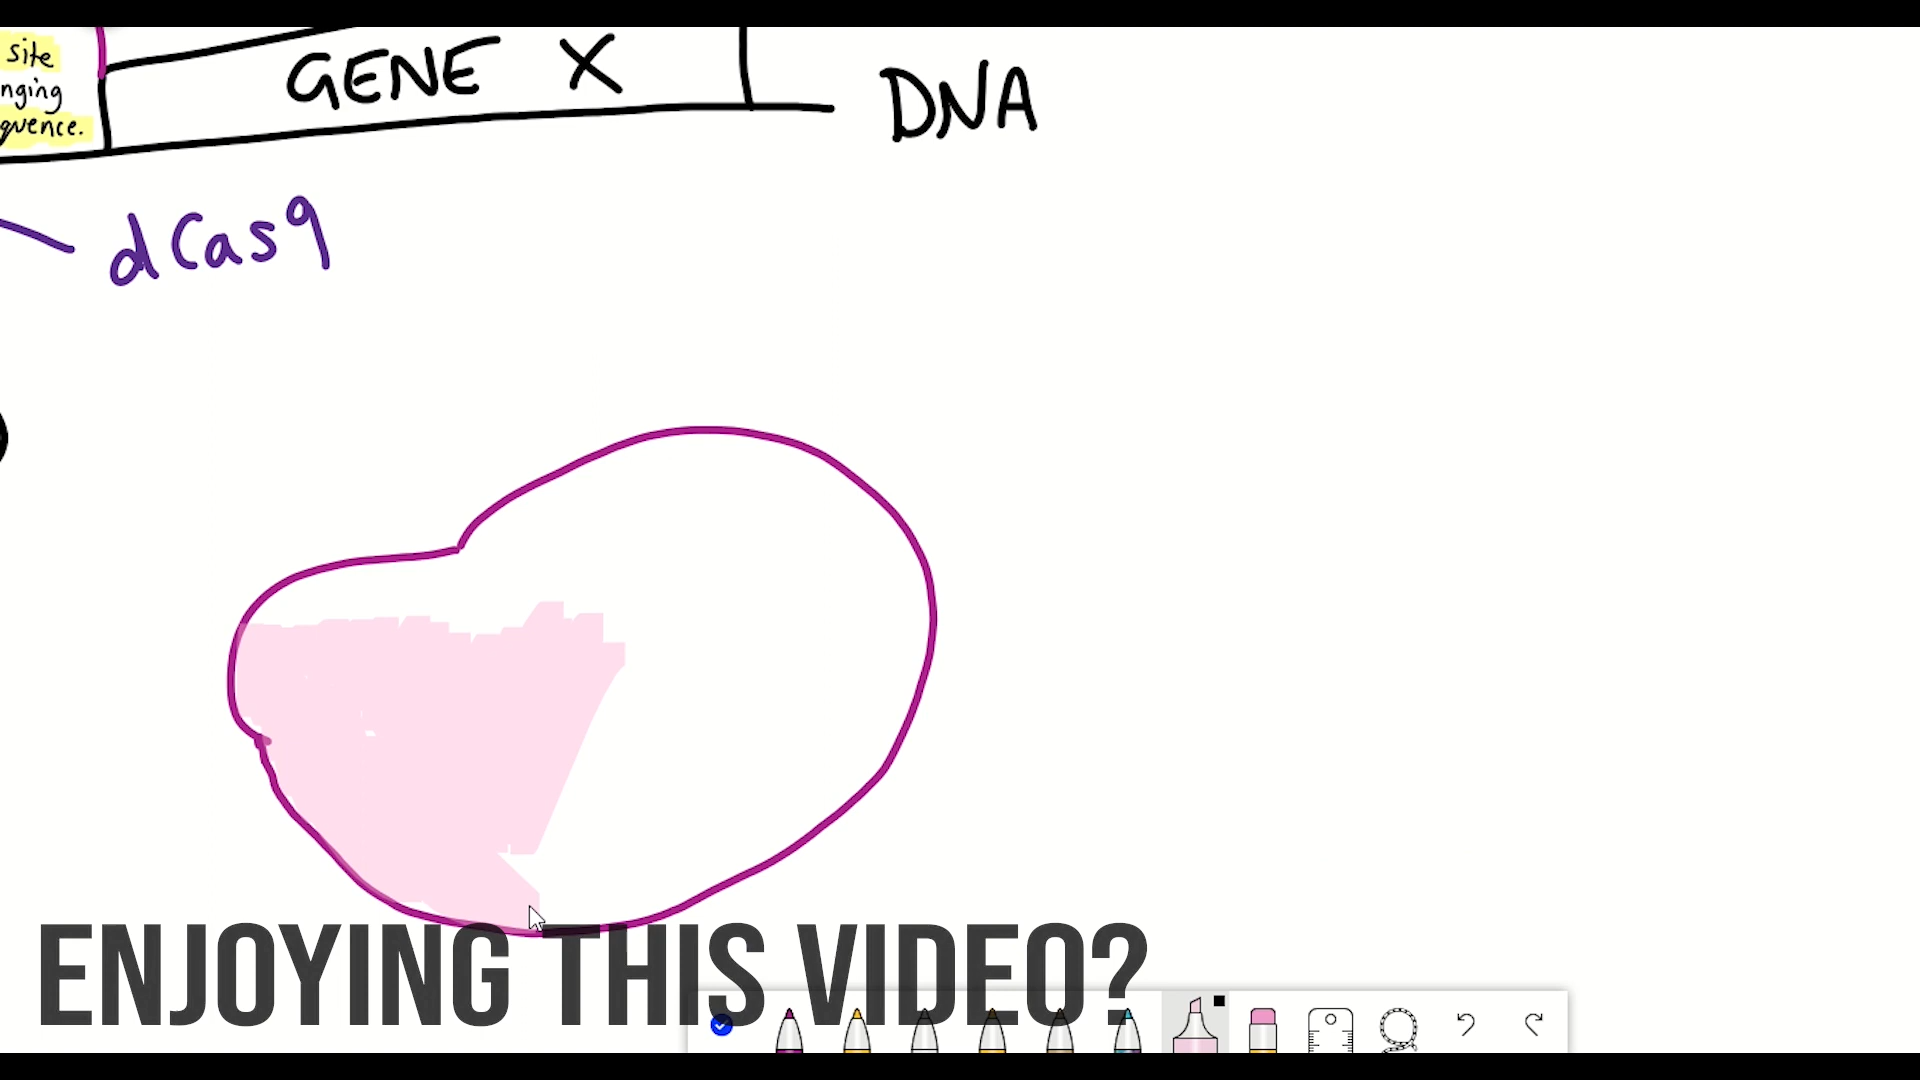 site
GENE X
DNA
nging
quence.
dCas9
ENJOYING THIS VIDEO?